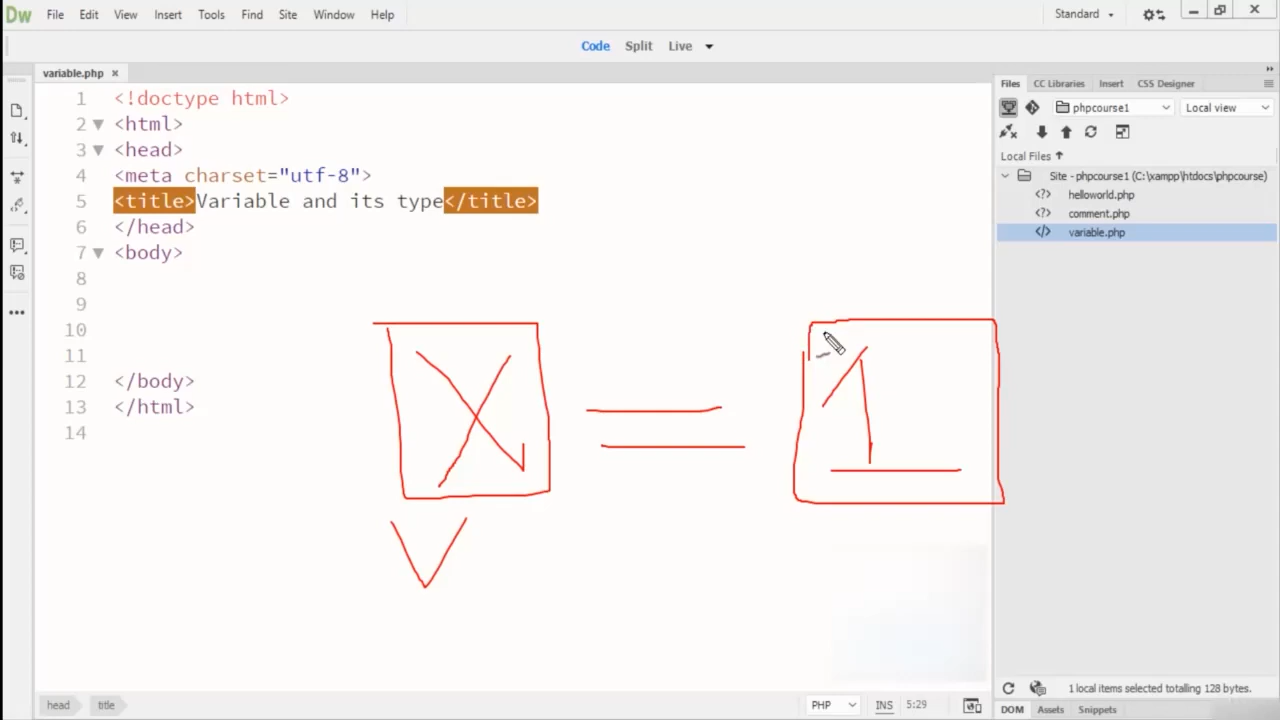 Dw File Edit View Insert Tools Find Site Window Help Standard
Code Split Live
variable.php ×
Files CC Libraries Insert CSS Designer
1 <!doctype html>
2 <html>
3 <head>
4 <meta charset="utf-8">
5 <title>Variable and its type</title>
6 </head>
7 <body>
8
9
10
11
12 </body>
13 </html>
14
X = 1
V
phpcourse1 Local view
Local Files
Site - phpcourse1 (C:\xampp\htdocs\phpcourse)
helloworld.php
comment.php
variable.php
1 local items selected totalling 128 bytes.
head title PHP INS 5:29
DOM Assets Snippets